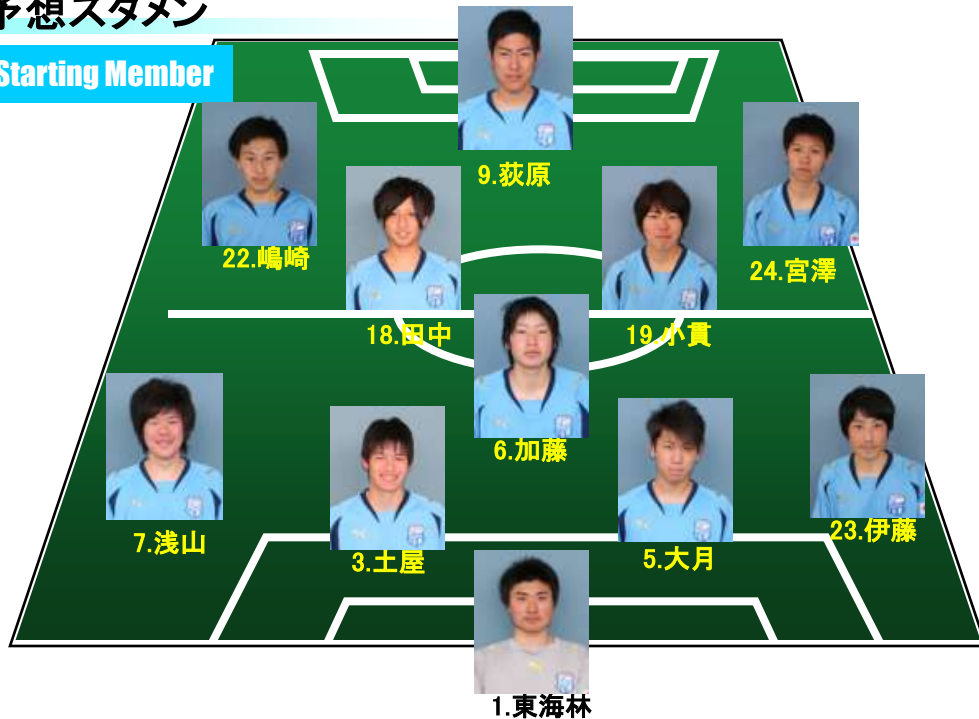 予想スタメン
Starting Member
9.荻原
22.嶋崎
24.宮澤
18.田中
19.小貫
6.加藤
7.浅山
3.土屋
5.大月
23.伊藤
1.東海林